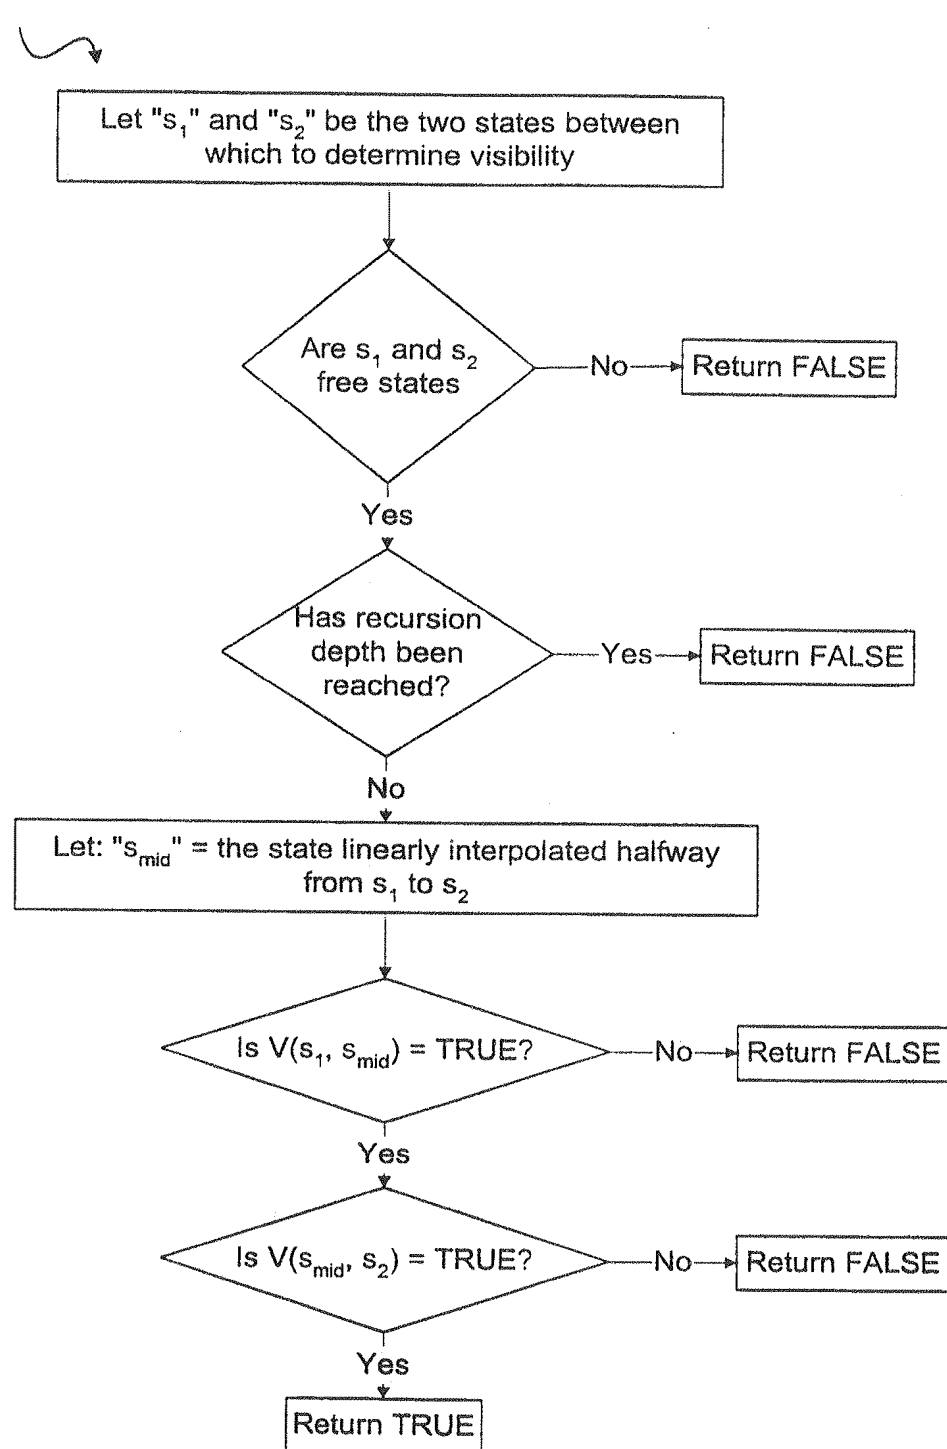 Let "s₁" and "s₂" be the two states between
which to determine visibility
Are s₁ and s₂
free states
No
Return FALSE
Yes
Has recursion
depth been
reached?
Yes
Return FALSE
No
Let: "s_mid" = the state linearly interpolated halfway
from s₁ to s₂
Is V(s₁, s_mid) = TRUE?
No
Return FALSE
Yes
Is V(s_mid, s₂) = TRUE?
No
Return FALSE
Yes
Return TRUE